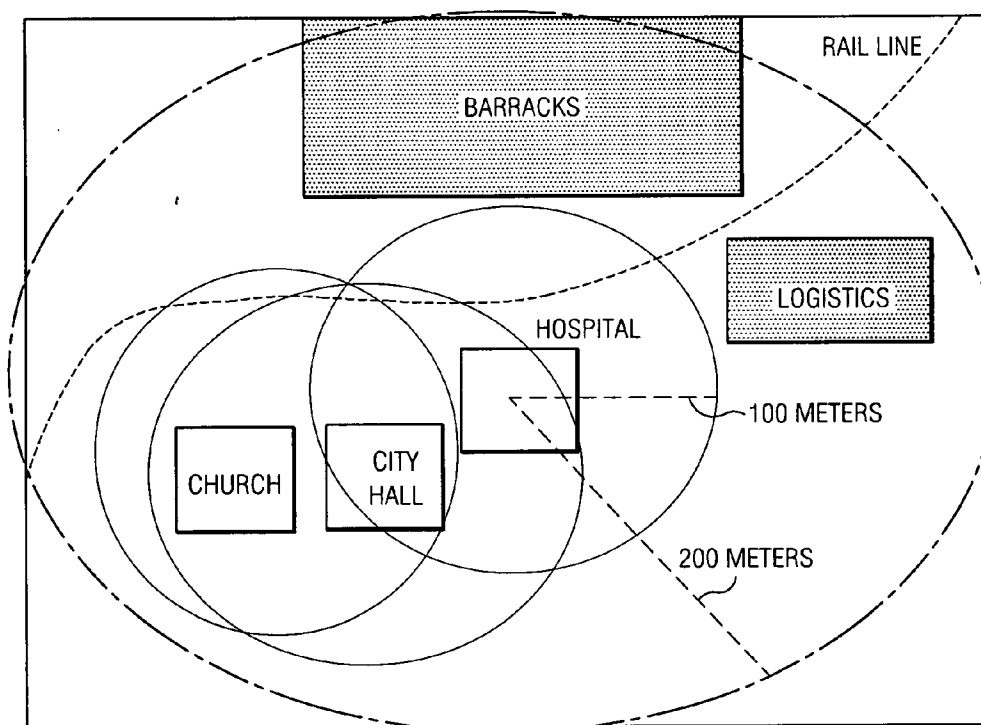 RAIL LINE
BARRACKS
LOGISTICS
HOSPITAL
100 METERS
CHURCH
CITY
HALL
200 METERS